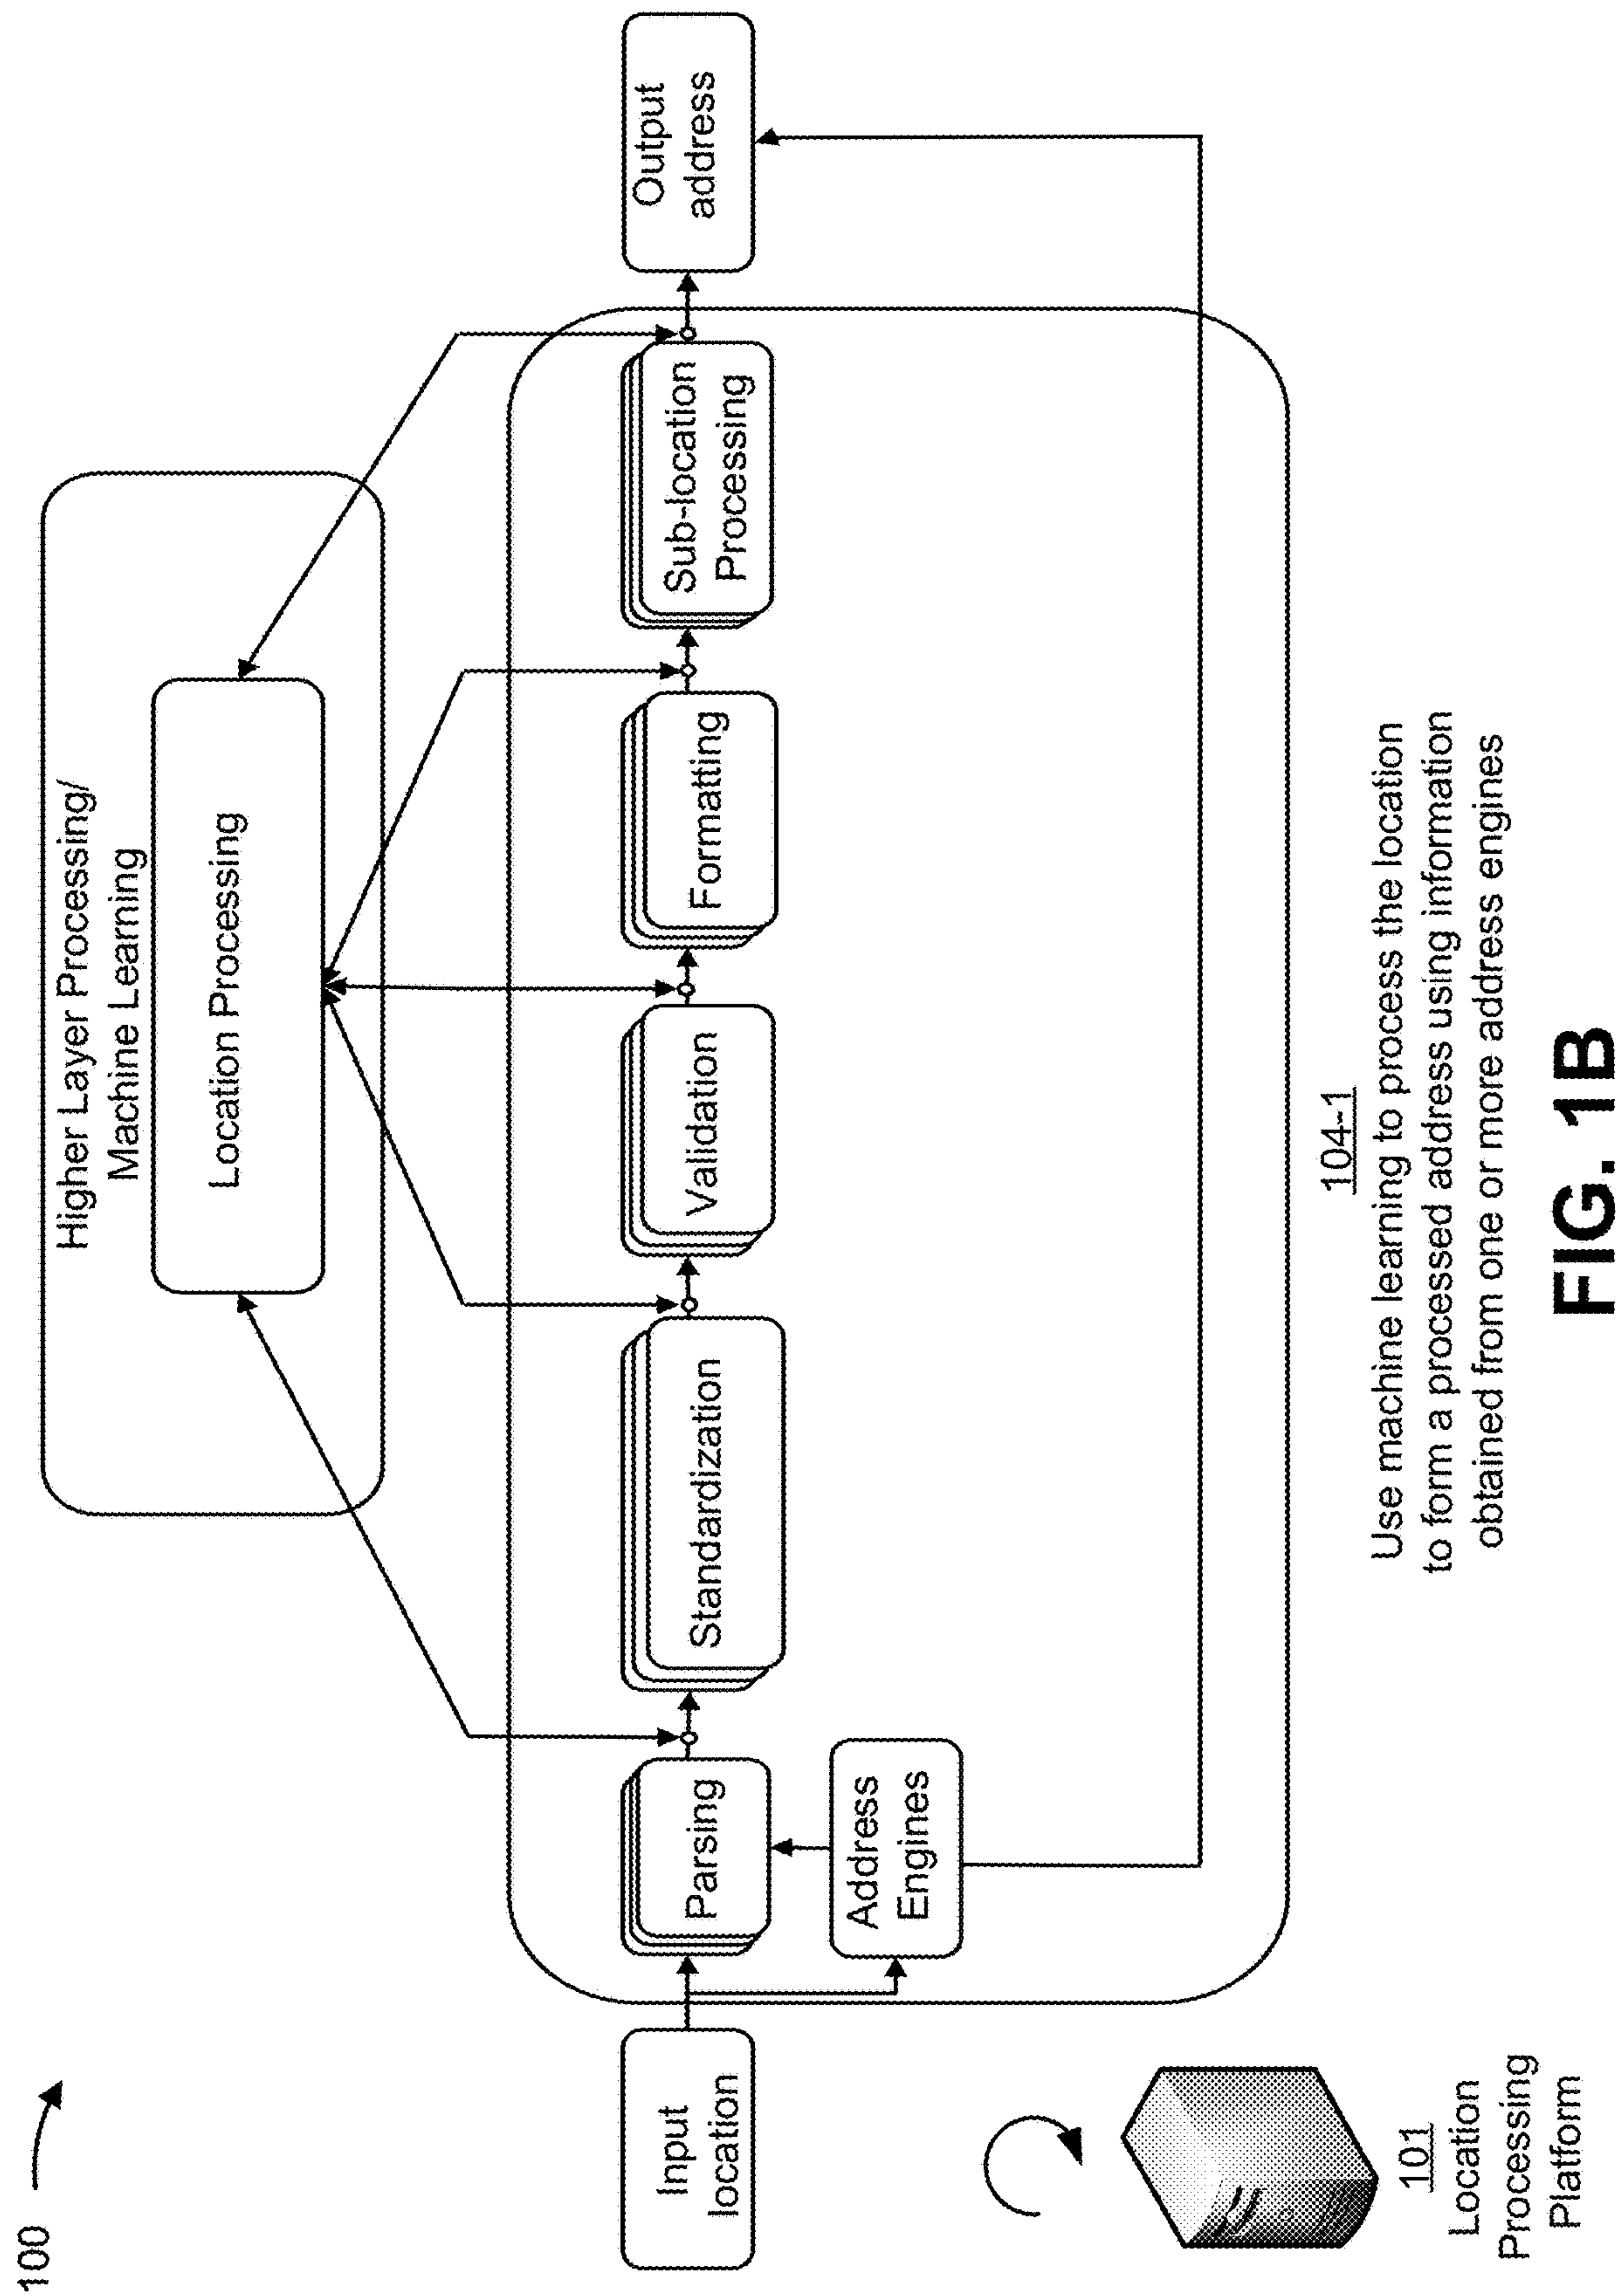 100
Higher Layer Processing/
Machine Learning
Location Processing
Input
location
Parsing
Standardization
Validation
Formatting
Sub-location
Processing
Output
address
Address
Engines
101
Location
Processing
Platform
104-1
Use machine learning to process the location
to form a processed address using information
obtained from one or more address engines
FIG. 1B